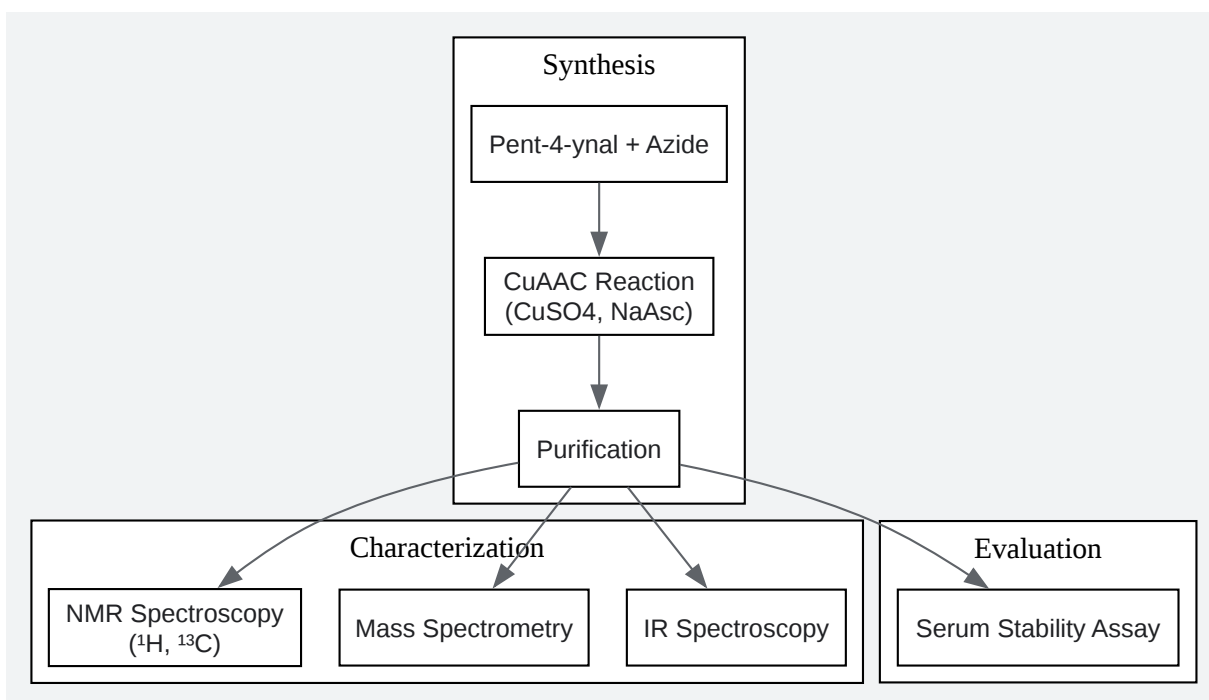 Synthesis
Pent-4-ynal + Azide
CuAAC Reaction
(CuSO4, NaAsc)
Purification
Characterization
NMR Spectroscopy
(¹H, ¹³C)
Mass Spectrometry
IR Spectroscopy
Evaluation
Serum Stability Assay